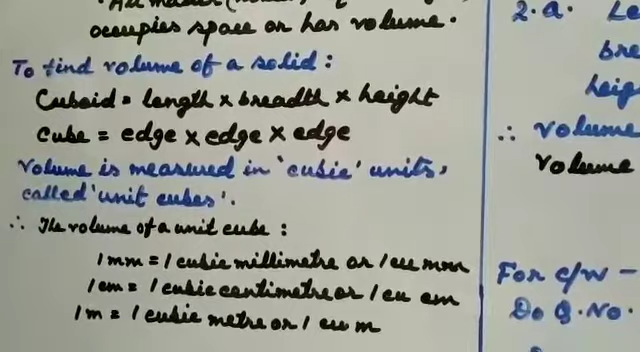 occupies space or has volume.
To find volume of a solid :
Cuboid = length × breadth × height
Cube = edge × edge × edge
Volume is measured in 'cubic' units,
called 'unit cubes'.
∴ The volume of a unit cube :
1 mm = 1 cubic millimetre or 1 cu mm
1 cm = 1 cubic centimetre or 1 cu cm
1 m = 1 cubic metre or 1 cu m
2. a. Le
brea
heig
∴ volume
Volume
For C/W -
Do Q. No.